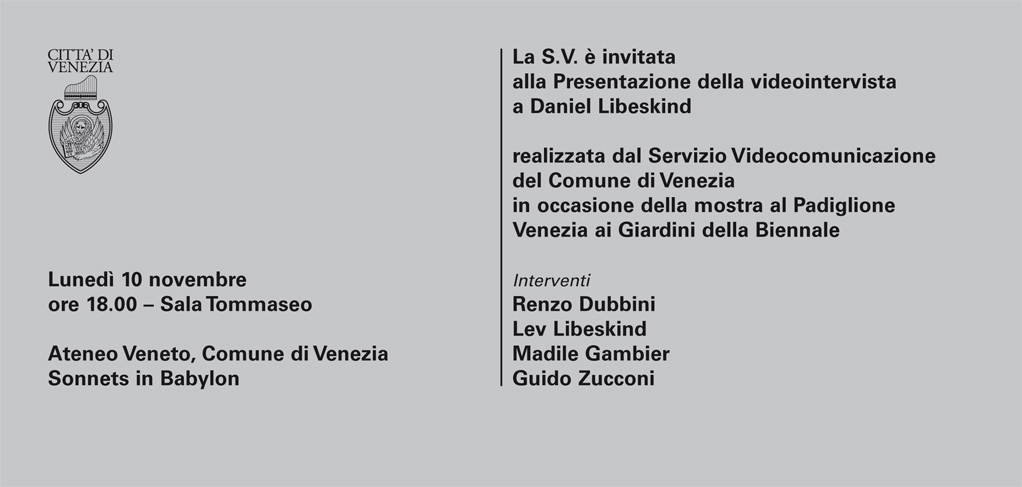 CITTA' DI
VENEZIA
Lunedì 10 novembre
ore 18.00 – Sala Tommaseo
Ateneo Veneto, Comune di Venezia
Sonnets in Babylon
La S.V. è invitata
alla Presentazione della videointervista
a Daniel Libeskind
realizzata dal Servizio Videocomunicazione
del Comune di Venezia
in occasione della mostra al Padiglione
Venezia ai Giardini della Biennale
Interventi
Renzo Dubbini
Lev Libeskind
Madile Gambier
Guido Zucconi